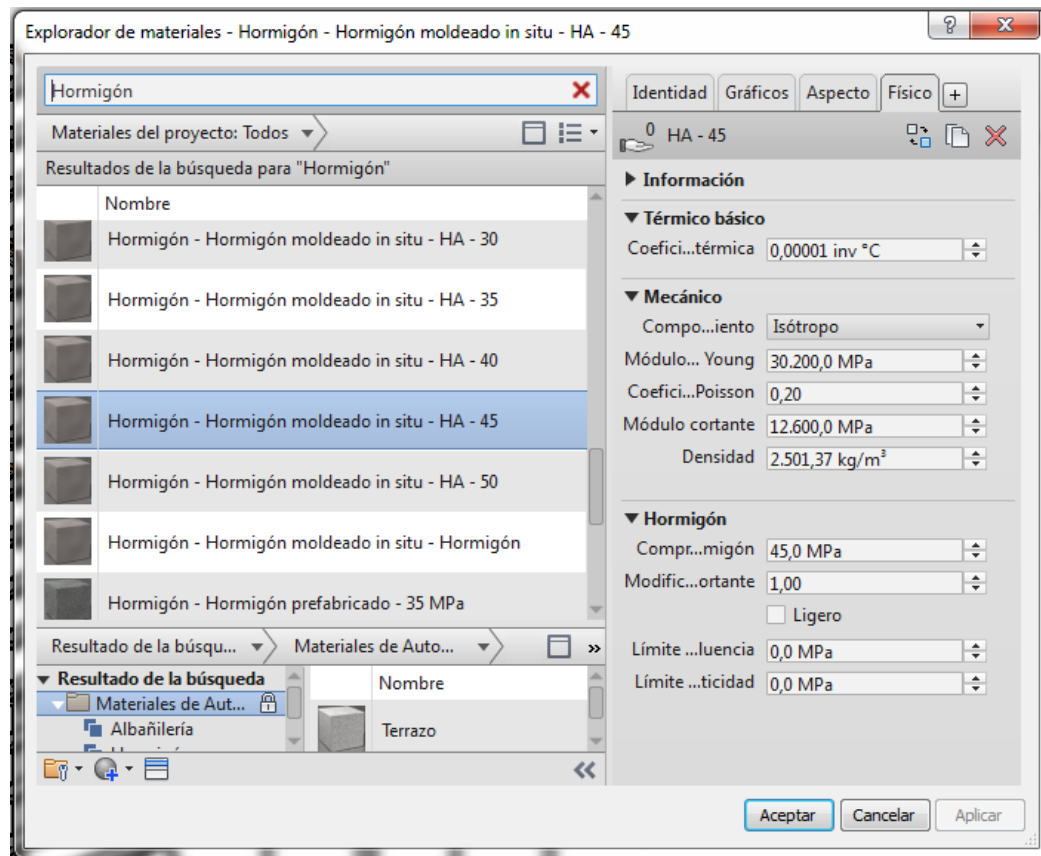 Explorador de materiales - Hormigón - Hormigón moldeado in situ - HA - 45
Hormigón
Materiales del proyecto: Todos
Resultados de la búsqueda para "Hormigón"
Nombre
Hormigón - Hormigón moldeado in situ - HA - 30
Hormigón - Hormigón moldeado in situ - HA - 35
Hormigón - Hormigón moldeado in situ - HA - 40
Hormigón - Hormigón moldeado in situ - HA - 45
Hormigón - Hormigón moldeado in situ - HA - 50
Hormigón - Hormigón moldeado in situ - Hormigón
Hormigón - Hormigón prefabricado - 35 MPa
Resultado de la búsqu... Materiales de Auto... »
Resultado de la búsqueda
Materiales de Aut...
Albañilería
Nombre
Terrazo
Identidad Gráficos Aspecto Físico +
0 HA - 45
Información
Térmico básico
Coefici...térmica 0,00001 inv °C
Mecánico
Compo...iento Isótropo
Módulo... Young 30.200,0 MPa
Coefici...Poisson 0,20
Módulo cortante 12.600,0 MPa
Densidad 2.501,37 kg/m³
Hormigón
Compr...migón 45,0 MPa
Modific...ortante 1,00
Ligero
Límite ...luencia 0,0 MPa
Límite ...ticidad 0,0 MPa
Aceptar Cancelar Aplicar